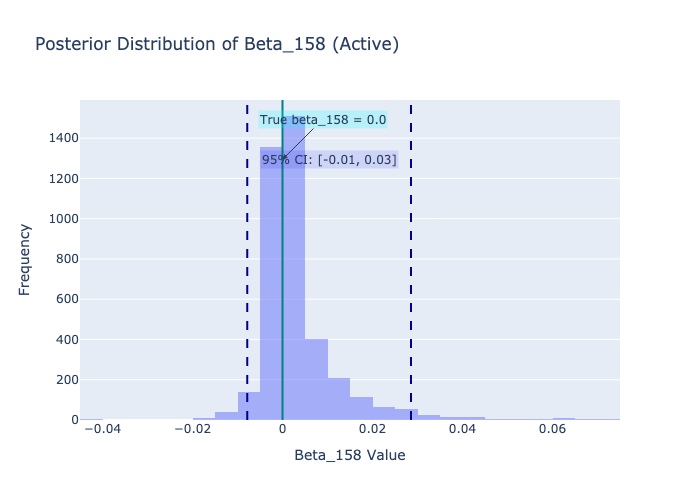 Posterior Distribution of Beta_158 (Active)
True beta_158 = 0.0
95% CI: [-0.01, 0.03]
1400
1200
1000
800
600
400
200
0
Frequency
−0.04
−0.02
0
0.02
0.04
0.06
Beta_158 Value